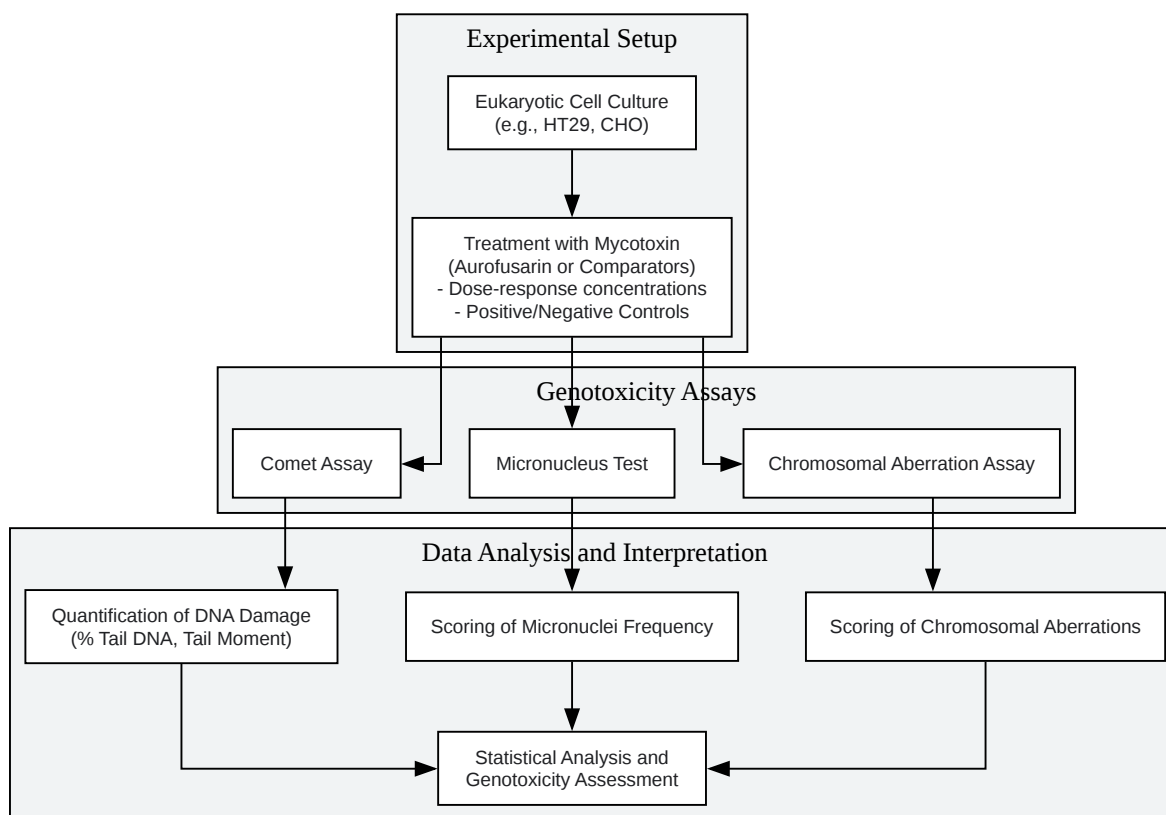 Experimental Setup
Eukaryotic Cell Culture
(e.g., HT29, CHO)
Treatment with Mycotoxin
(Aurofusarin or Comparators)
- Dose-response concentrations
- Positive/Negative Controls
Genotoxicity Assays
Comet Assay
Micronucleus Test
Chromosomal Aberration Assay
Data Analysis and Interpretation
Quantification of DNA Damage
(% Tail DNA, Tail Moment)
Scoring of Micronuclei Frequency
Scoring of Chromosomal Aberrations
Statistical Analysis and
Genotoxicity Assessment